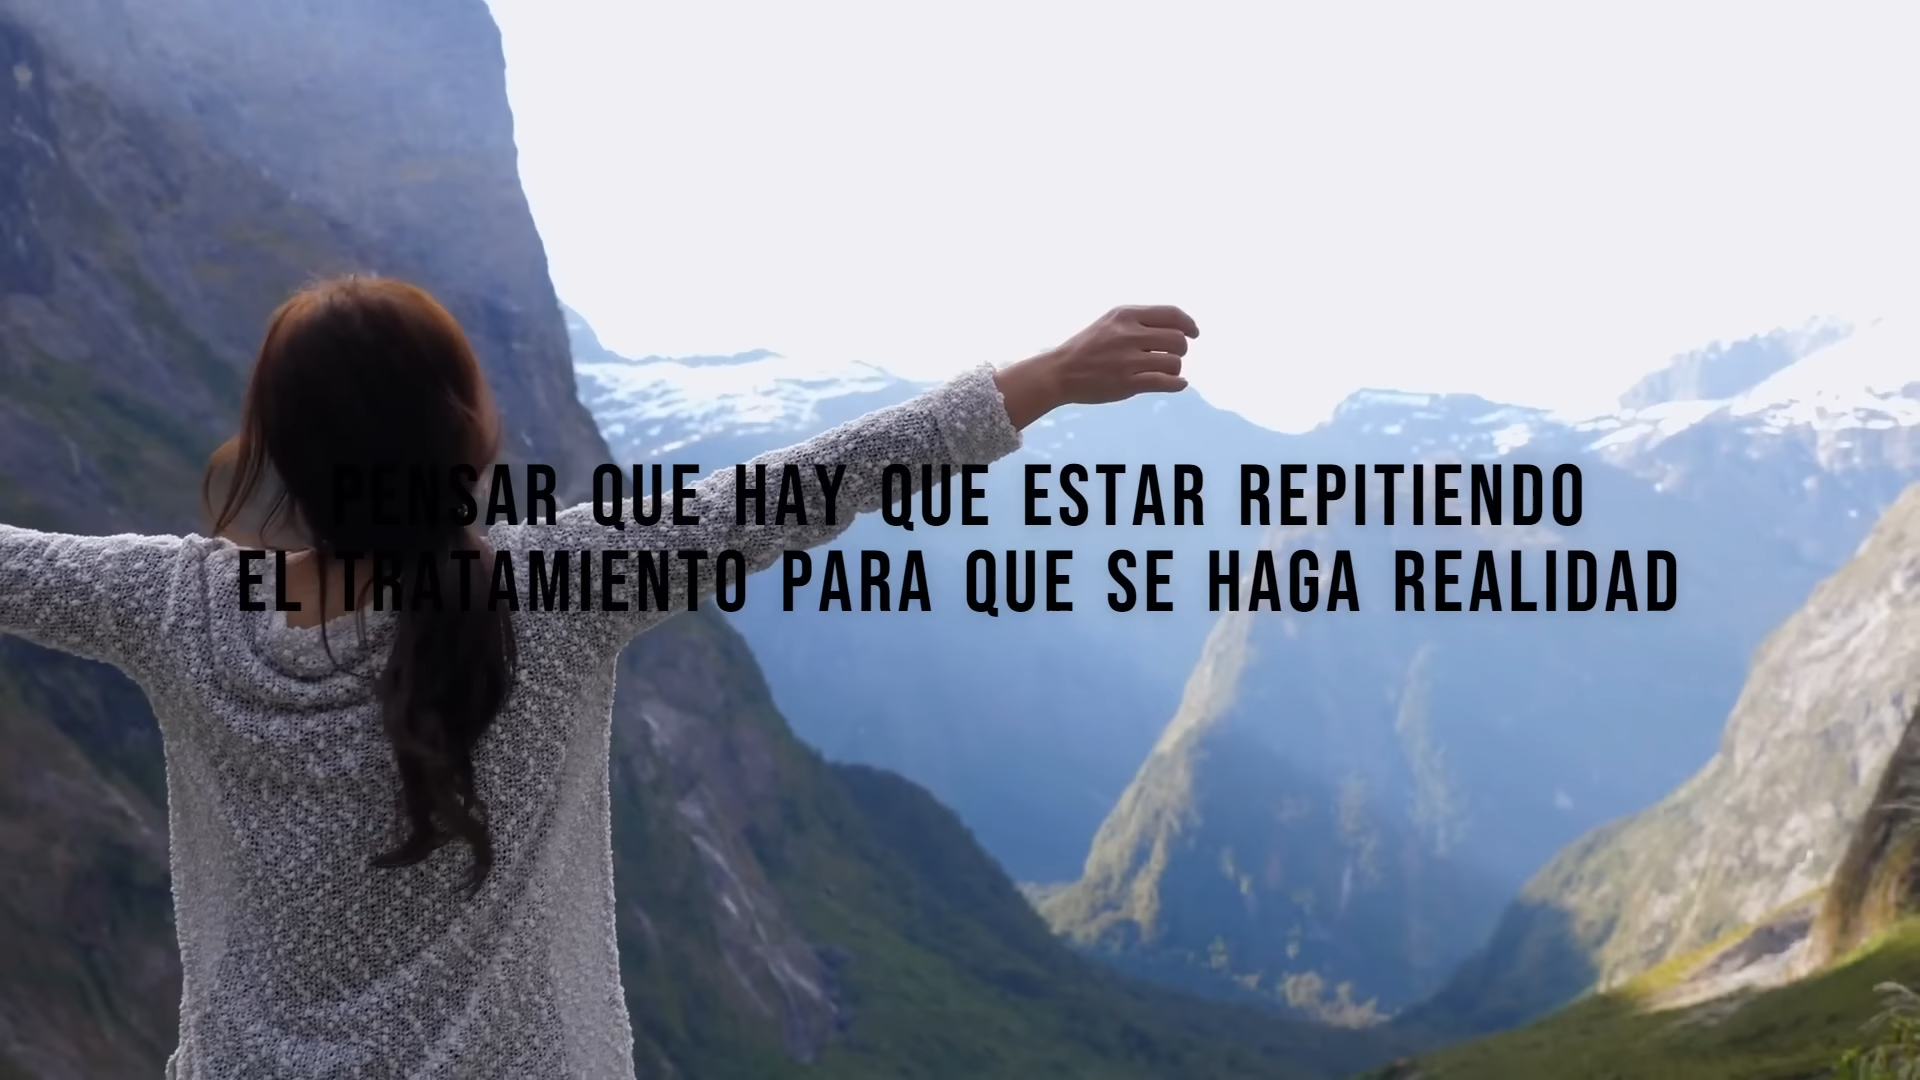 PENSAR QUE HAY QUE ESTAR REPITIENDO
EL TRATAMIENTO PARA QUE SE HAGA REALIDAD